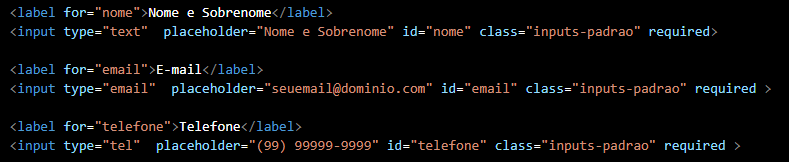 <label for="nome">Nome e Sobrenome</label>
<input type="text"  placeholder="Nome e Sobrenome" id="nome" class="inputs-padrao" required>
<label for="email">E-mail</label>
<input type="email"  placeholder="seuemail@dominio.com" id="email" class="inputs-padrao" required >
<label for="telefone">Telefone</label>
<input type="tel"  placeholder="(99) 99999-9999" id="telefone" class="inputs-padrao" required >